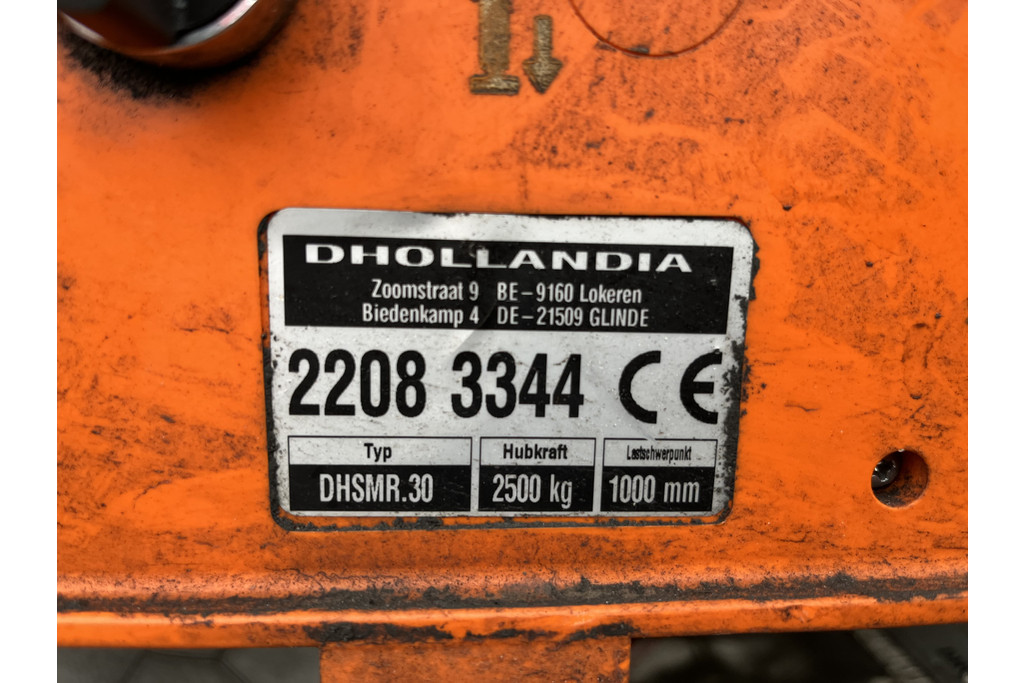 DHOLLANDIA
Zoomstraat 9 BE-9160 Lokeren
Biedenkamp 4 DE-21509 GLINDE
2208 3344 CE
Typ Hubkraft Lastschwerpunkt
DHSMR.30 2500 kg 1000 mm